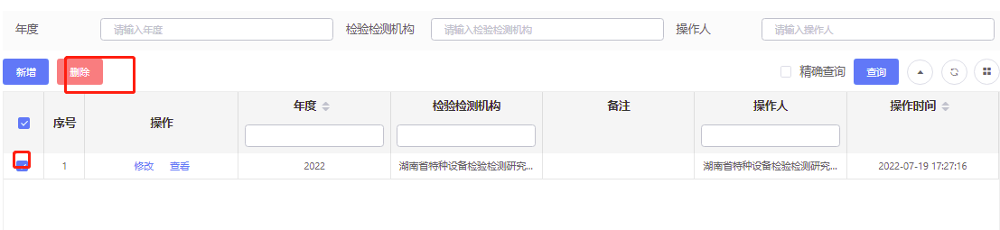 年度 请输入年度 检验检测机构 请输入检验检测机构 操作人 请输入操作人
新增 删除 精确查询 查询
序号 操作 年度 检验检测机构 备注 操作人 操作时间
1 修改 查看 2022 湖南省特种设备检验检测研究... 湖南省特种设备检验检测研究... 2022-07-19 17:27:16